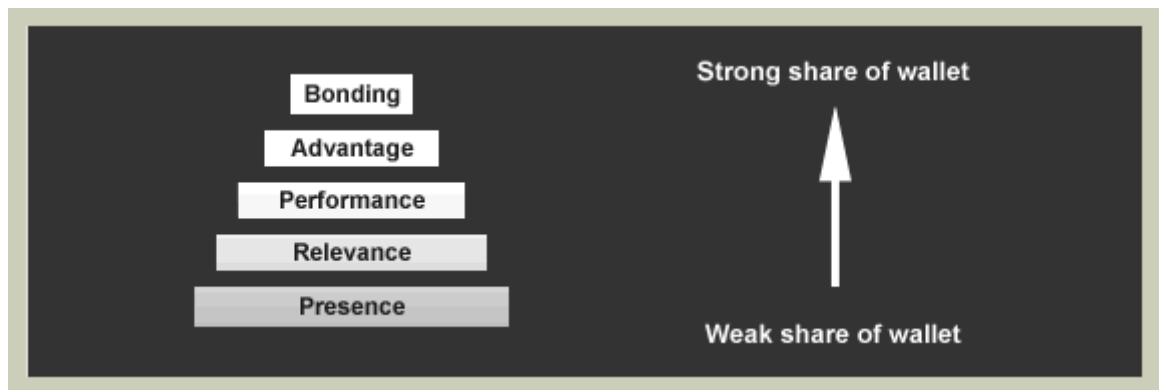 Bonding
Advantage
Performance
Relevance
Presence
Strong share of wallet
Weak share of wallet